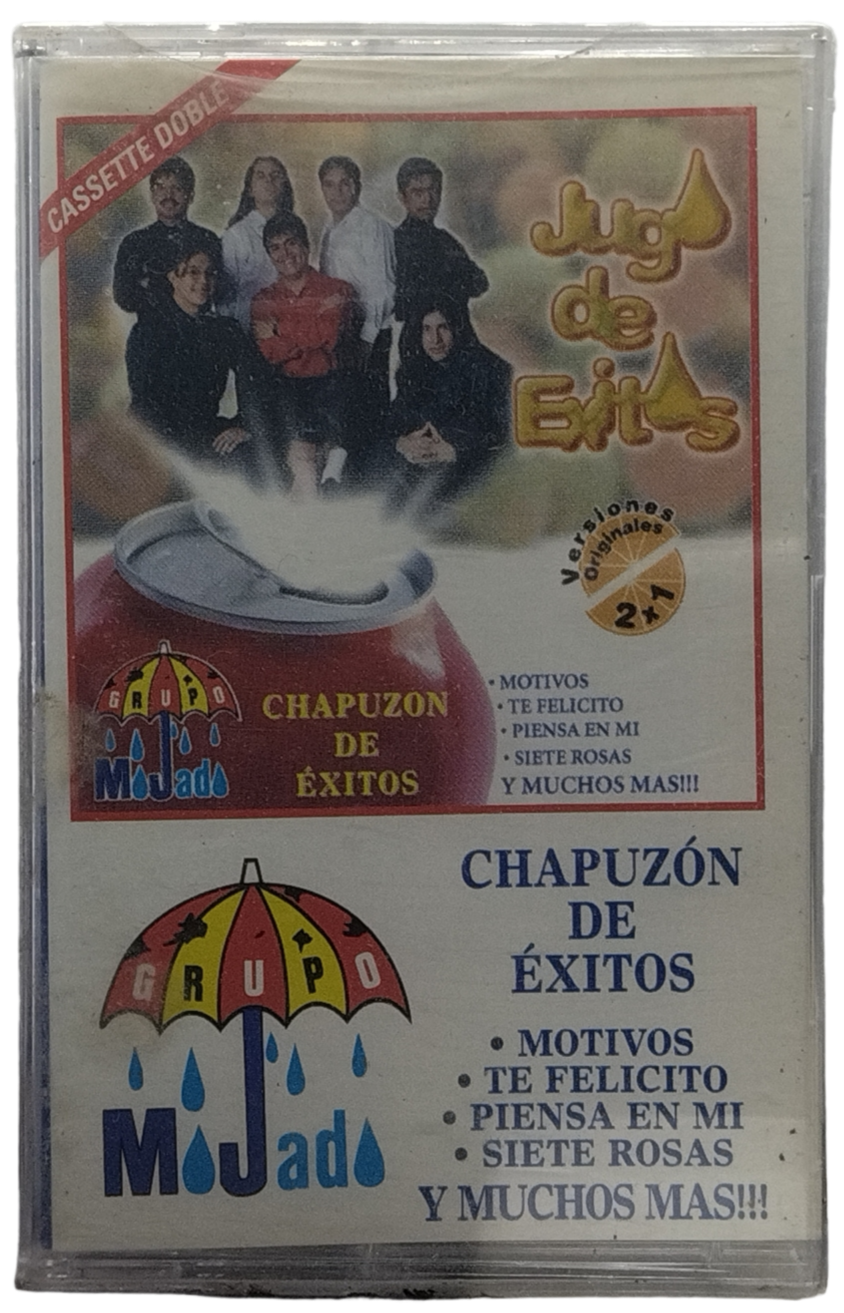 CASSETTE DOBLE
Jugo
de
Exitos
Versiones
Originales
2x1
GRUPO
Mojado
CHAPUZON
DE
ÉXITOS
• MOTIVOS
• TE FELICITO
• PIENSA EN MI
• SIETE ROSAS
Y MUCHOS MAS!!!
GRUPO
Mojado
CHAPUZÓN
DE
ÉXITOS
• MOTIVOS
• TE FELICITO
• PIENSA EN MI
• SIETE ROSAS
Y MUCHOS MAS!!!